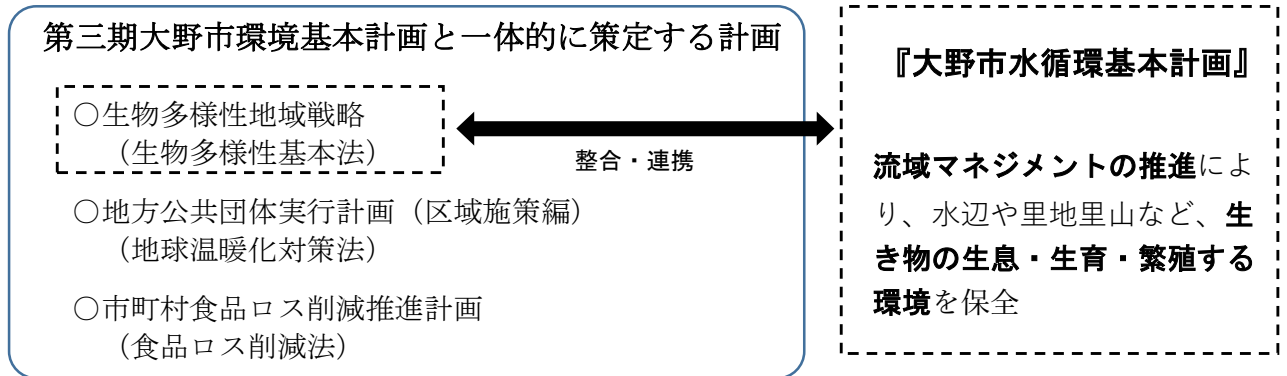 第三期大野市環境基本計画と一体的に策定する計画
○生物多様性地域戦略
（生物多様性基本法）
○地方公共団体実行計画（区域施策編）
（地球温暖化対策法）
○市町村食品ロス削減推進計画
（食品ロス削減法）
整合・連携
『大野市水循環基本計画』
流域マネジメントの推進によ
り、水辺や里地里山など、生
き物の生息・生育・繁殖する
環境を保全